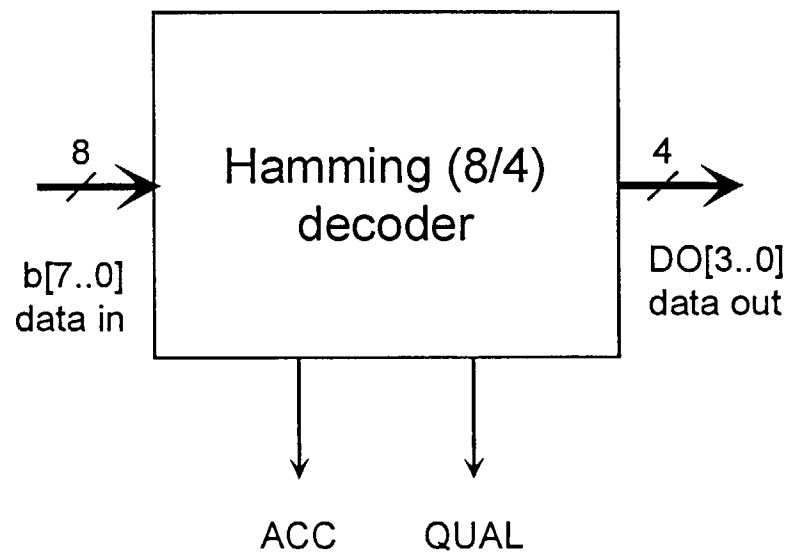 8
Hamming (8/4)
decoder
4
b[7..0]
data in
DO[3..0]
data out
ACC
QUAL